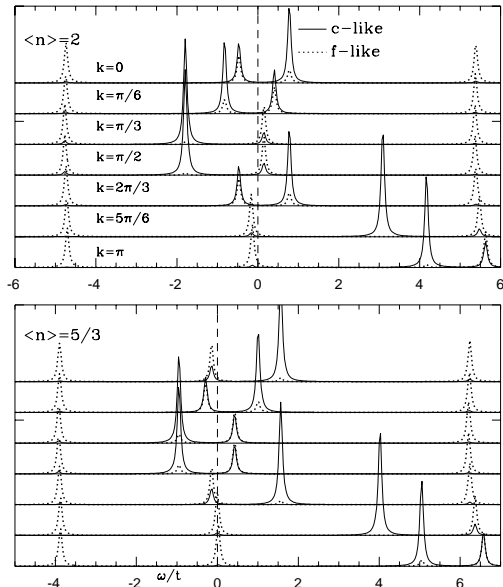 <n>=2
c-like
f-like
k=0
k=π/6
k=π/3
k=π/2
k=2π/3
k=5π/6
k=π
-6 -4 -2 0 2 4 6
<n>=5/3
-4 -2 0 2 4 6
ω/t